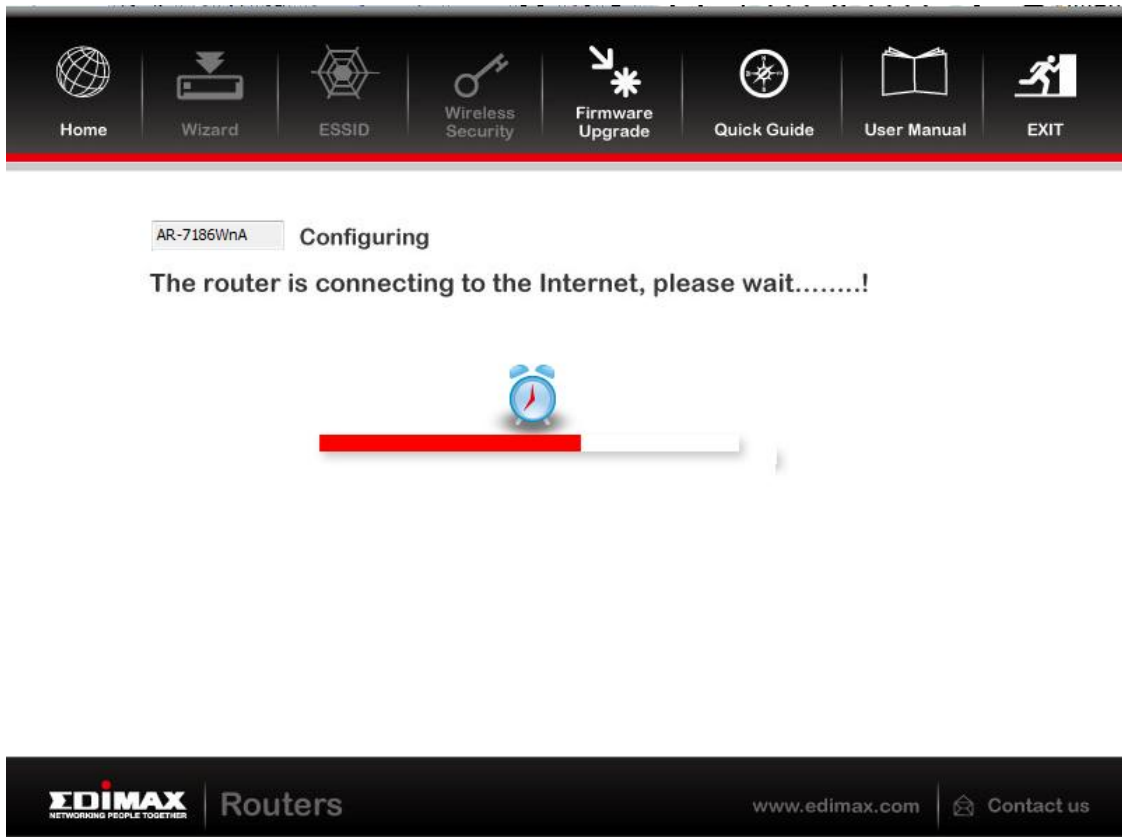 Home
Wizard
ESSID
Wireless Security
Firmware Upgrade
Quick Guide
User Manual
EXIT
AR-7186WnA
Configuring
The router is connecting to the Internet, please wait........!
EDIMAX
NETWORKING PEOPLE TOGETHER
Routers
www.edimax.com
Contact us